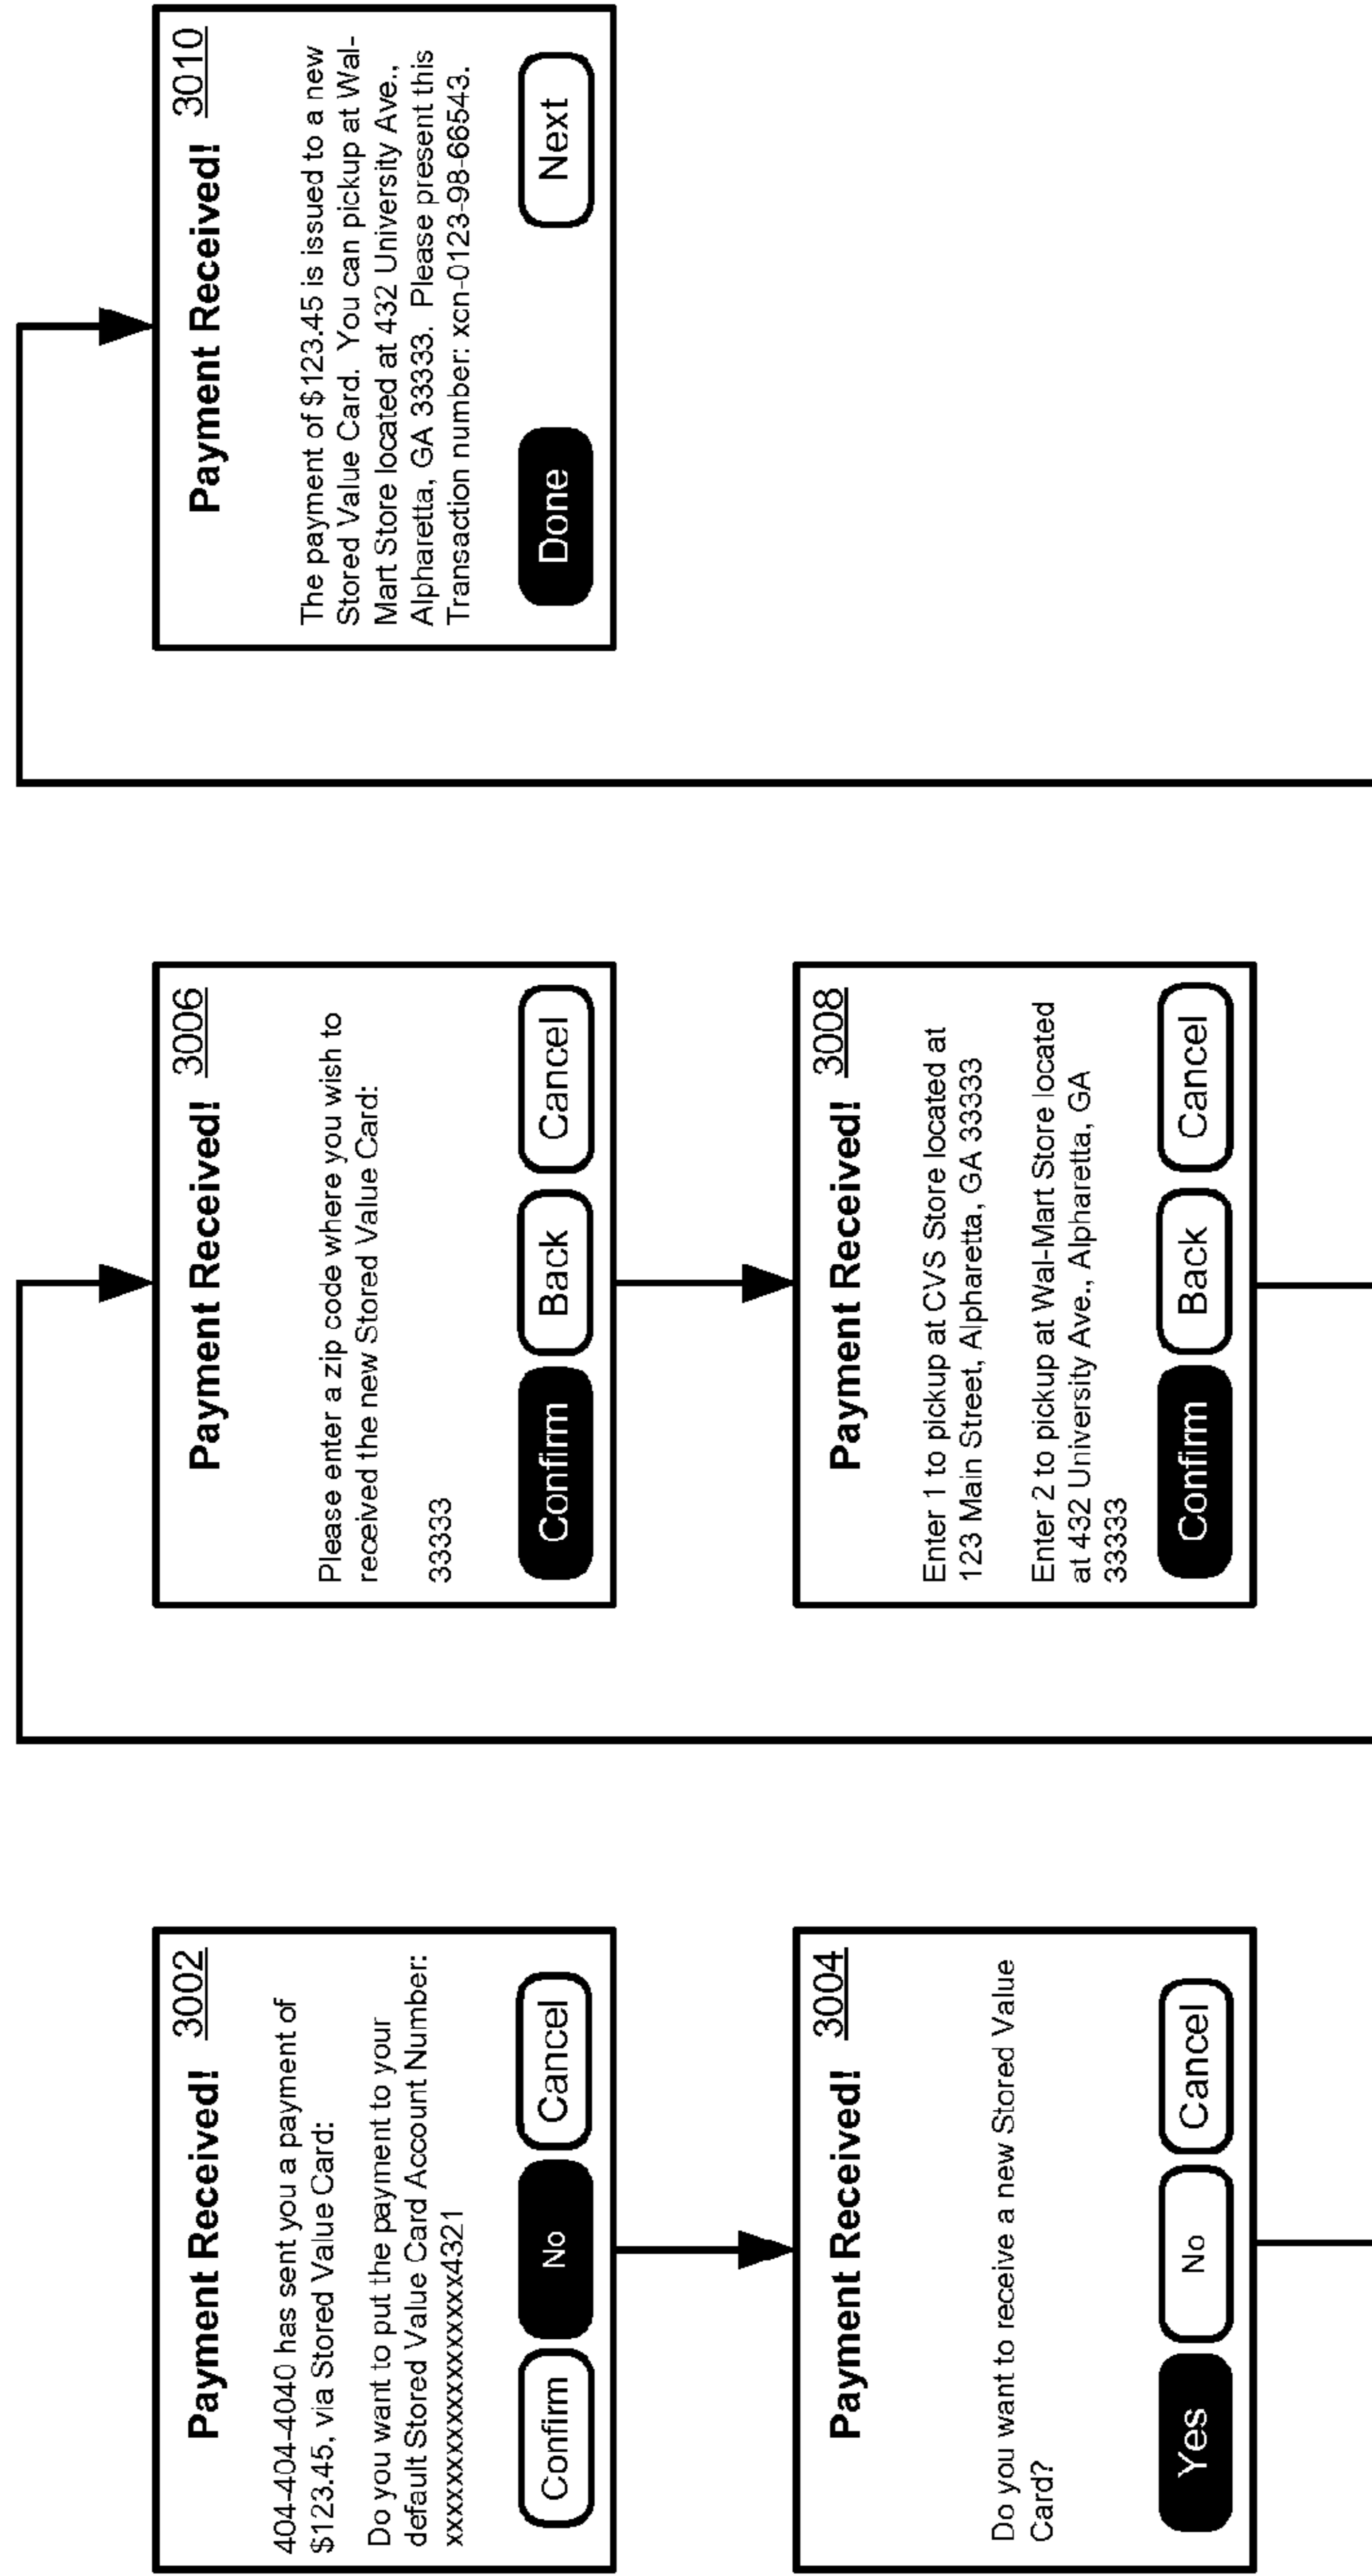 Payment Received! 3002
404-404-4040 has sent you a payment of
$123.45, via Stored Value Card:
Do you want to put the payment to your
default Stored Value Card Account Number:
xxxxxxxxxxxxxxxxxx4321
Confirm No Cancel
Payment Received! 3004
Do you want to receive a new Stored Value
Card?
Yes No Cancel
Payment Received! 3006
Please enter a zip code where you wish to
received the new Stored Value Card:
33333
Confirm Back Cancel
Payment Received! 3008
Enter 1 to pickup at CVS Store located at
123 Main Street, Alpharetta, GA 33333
Enter 2 to pickup at Wal-Mart Store located
at 432 University Ave., Alpharetta, GA
33333
Confirm Back Cancel
Payment Received! 3010
The payment of $123.45 is issued to a new
Stored Value Card. You can pickup at Wal-
Mart Store located at 432 University Ave.,
Alpharetta, GA 33333. Please present this
Transaction number: xcn-0123-98-66543.
Done Next